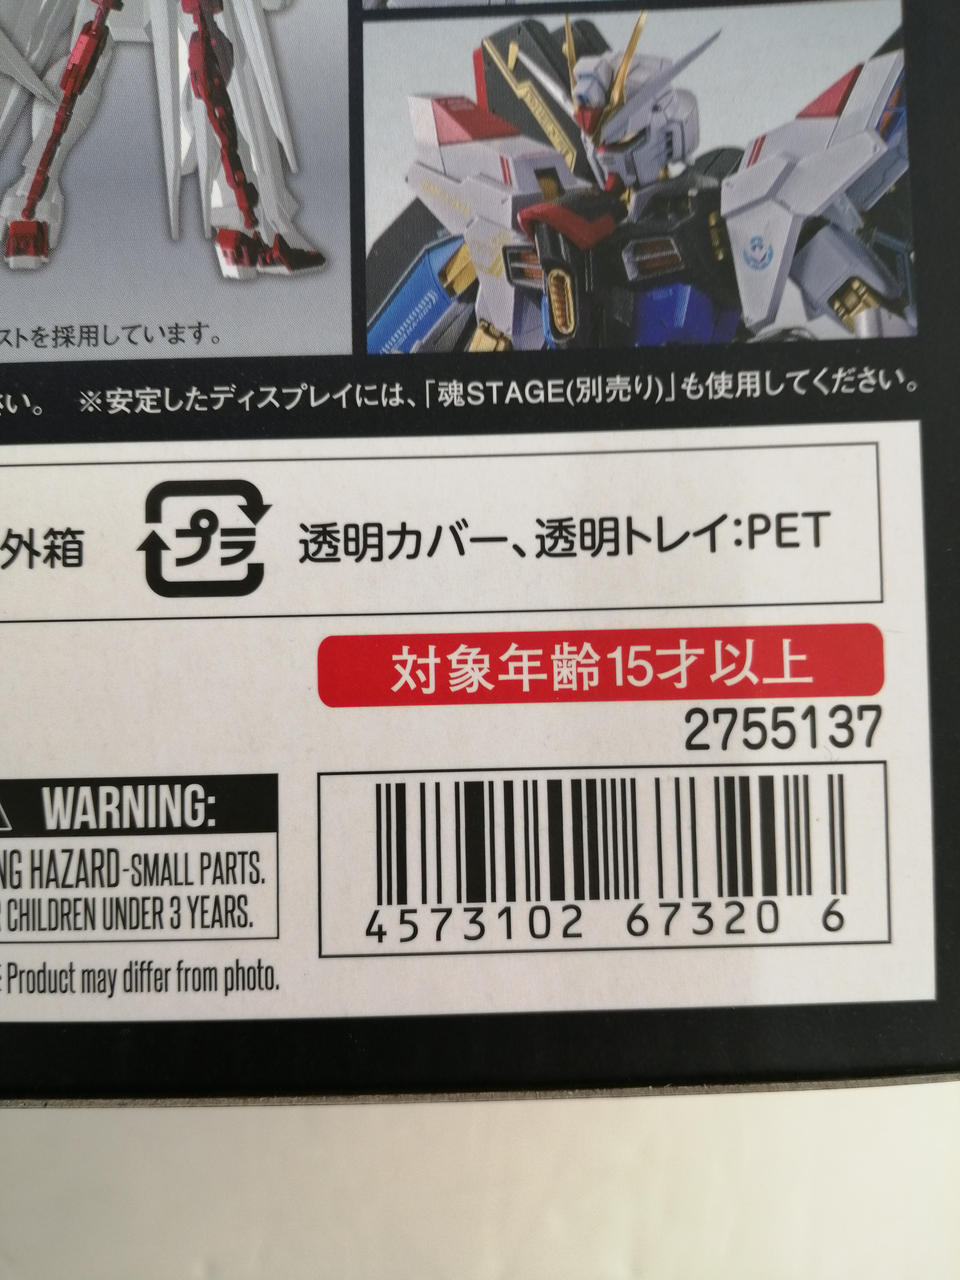 ストを採用しています。
い。 ※安定したディスプレイには、「魂STAGE(別売り)」も使用してください。
外箱
プラ
透明カバー、透明トレイ:PET
対象年齢15才以上
2755137
WARNING:
NG HAZARD-SMALL PARTS.
CHILDREN UNDER 3 YEARS.
Product may differ from photo.
4573102 67320 6